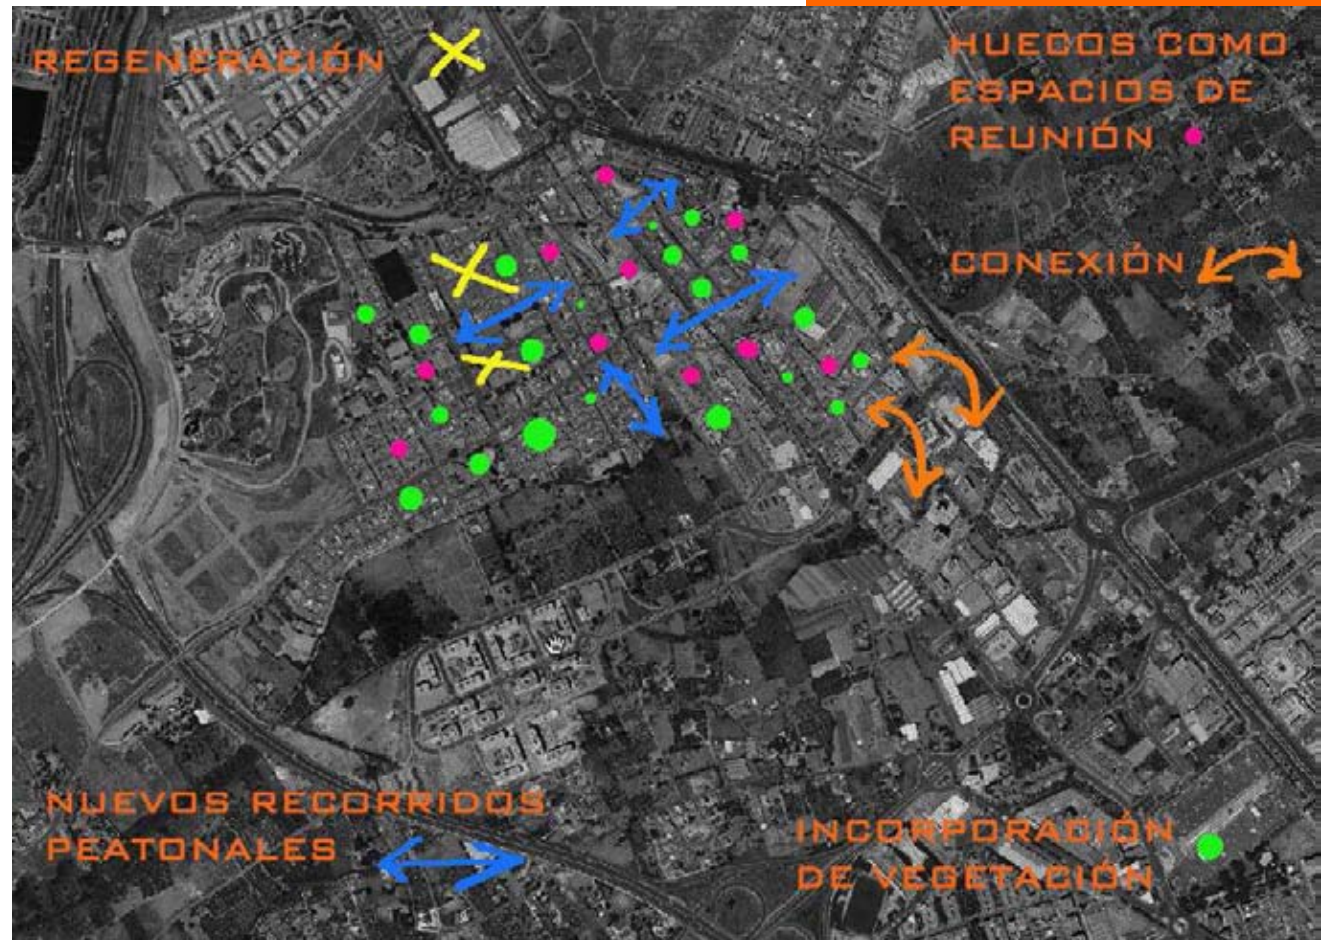 REGENERACIÓN
HUECOS COMO
ESPACIOS DE
REUNIÓN
CONEXIÓN
NUEVOS RECORRIDOS
PEATONALES
INCORPORACIÓN
DE VEGETACIÓN